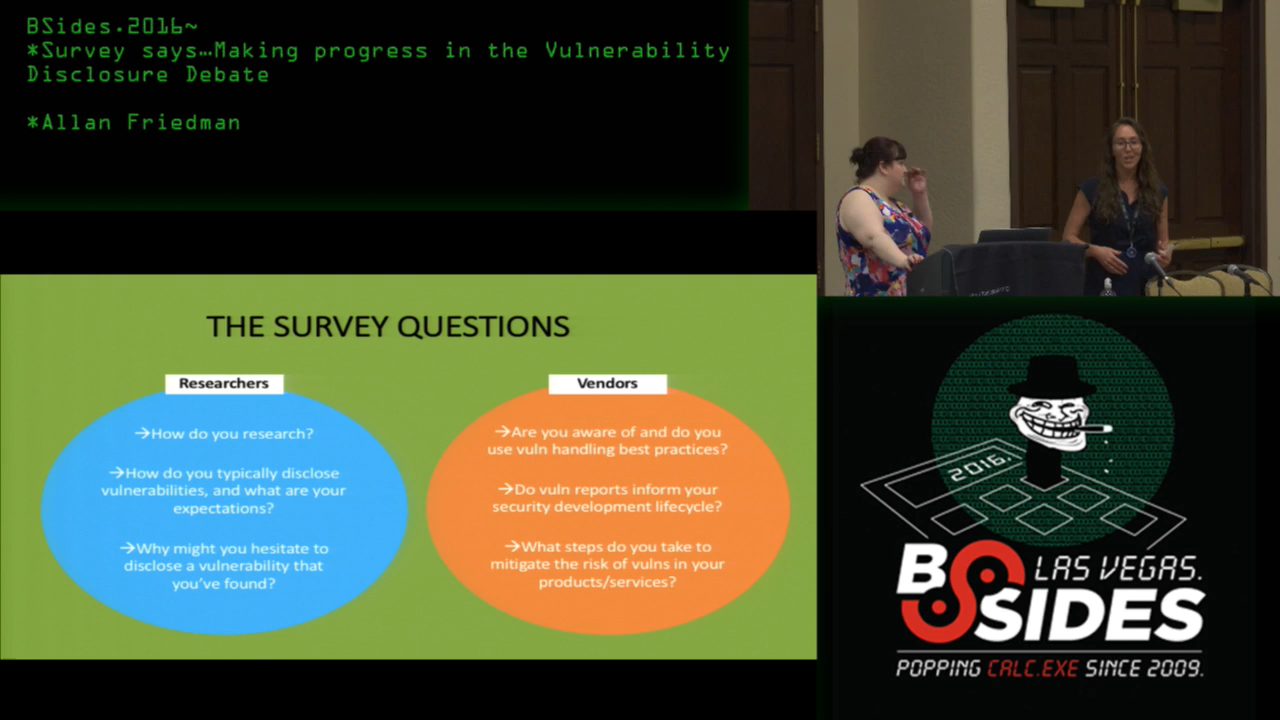 BSides.2016~
*Survey says…Making progress in the Vulnerability
Disclosure Debate
*Allan Friedman
THE SURVEY QUESTIONS
Researchers
→How do you research?
→How do you typically disclose
vulnerabilities, and what are your
expectations?
→Why might you hesitate to
disclose a vulnerability that
you've found?
Vendors
→Are you aware of and do you
use vuln handling best practices?
→Do vuln reports inform your
security development lifecycle?
→What steps do you take to
mitigate the risk of vulns in your
products/services?
2016.
BSIDES
LAS VEGAS.
POPPING CALC.EXE SINCE 2009.